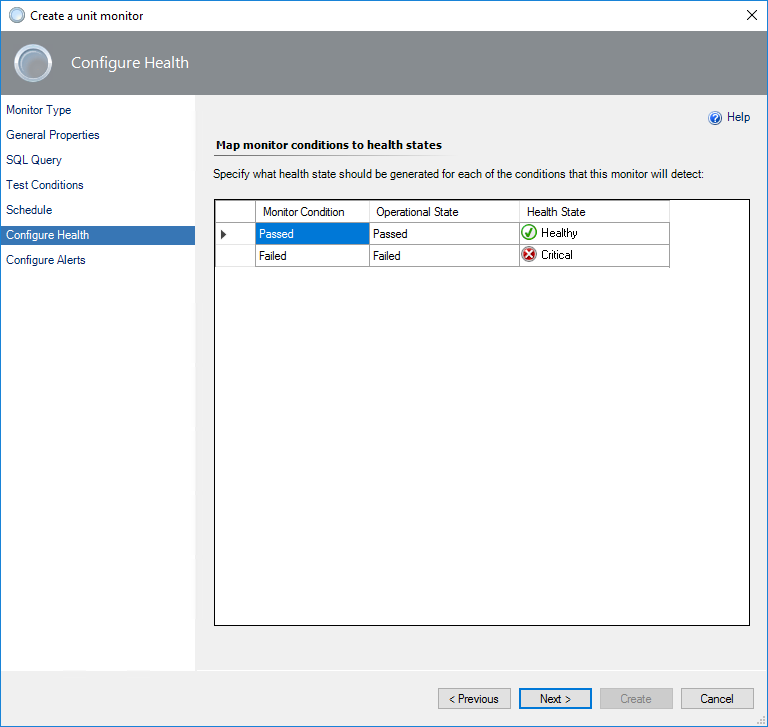 Create a unit monitor
Configure Health
Monitor Type
General Properties
SQL Query
Test Conditions
Schedule
Configure Health
Configure Alerts
Help
Map monitor conditions to health states
Specify what health state should be generated for each of the conditions that this monitor will detect:
Monitor Condition Operational State Health State
Passed Passed Healthy
Failed Failed Critical
< Previous Next > Create Cancel